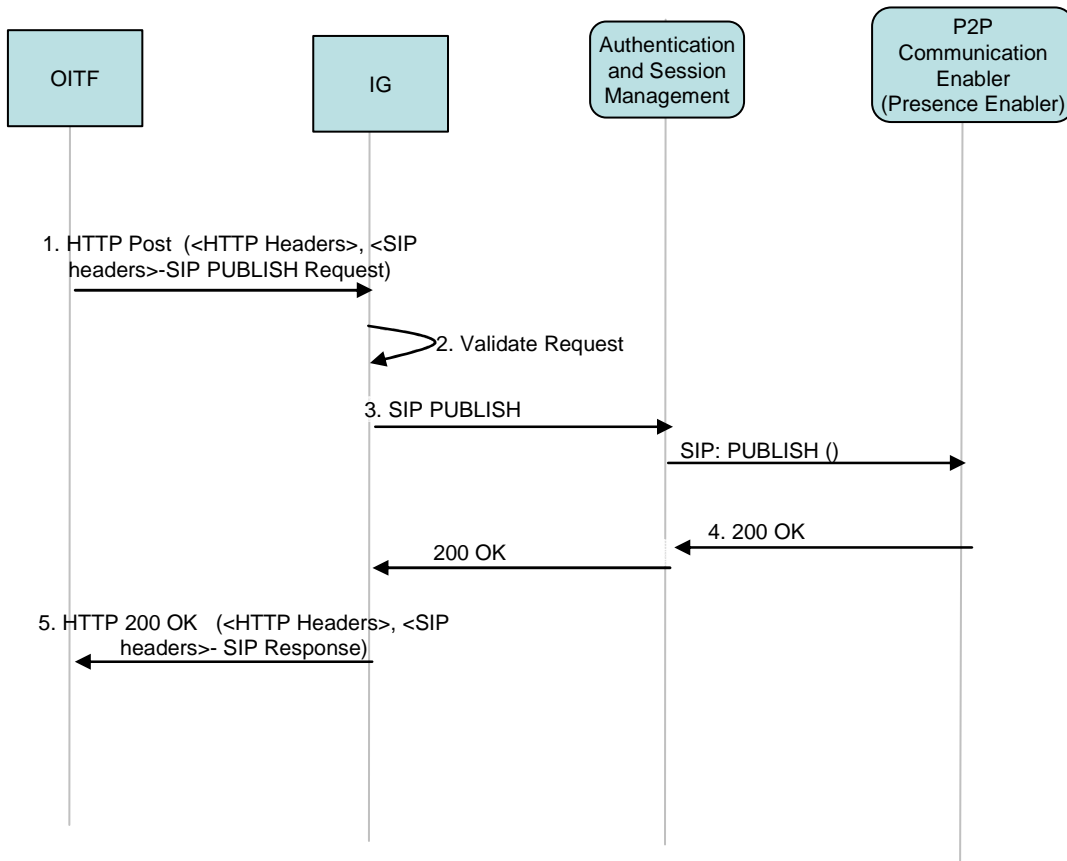 OITF
IG
Authentication
and Session
Management
P2P
Communication
Enabler
(Presence Enabler)
1. HTTP Post (<HTTP Headers>, <SIP
headers>-SIP PUBLISH Request)
2. Validate Request
3. SIP PUBLISH
SIP: PUBLISH ()
4. 200 OK
200 OK
5. HTTP 200 OK (<HTTP Headers>, <SIP
headers>- SIP Response)